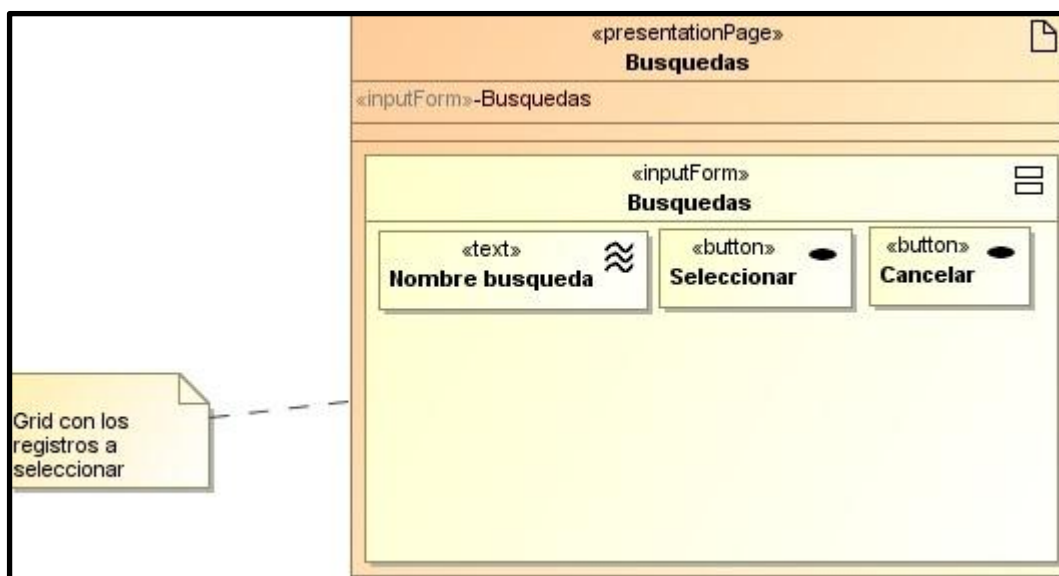 «presentationPage»
Busquedas
«inputForm»-Busquedas
«inputForm»
Busquedas
«text»
Nombre busqueda
«button»
Seleccionar
«button»
Cancelar
Grid con los
registros a
seleccionar